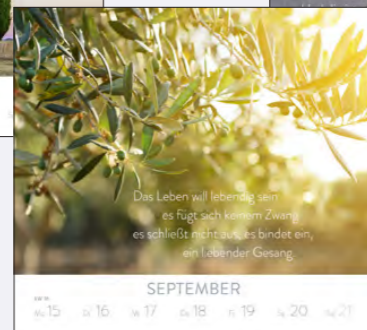 Das Leben will lebendig sein
es fügt sich keinem Zwang
es schließt nicht aus, es bindet ein,
ein liebender Gesang.
SEPTEMBER
15 16 17 18 19 20 21